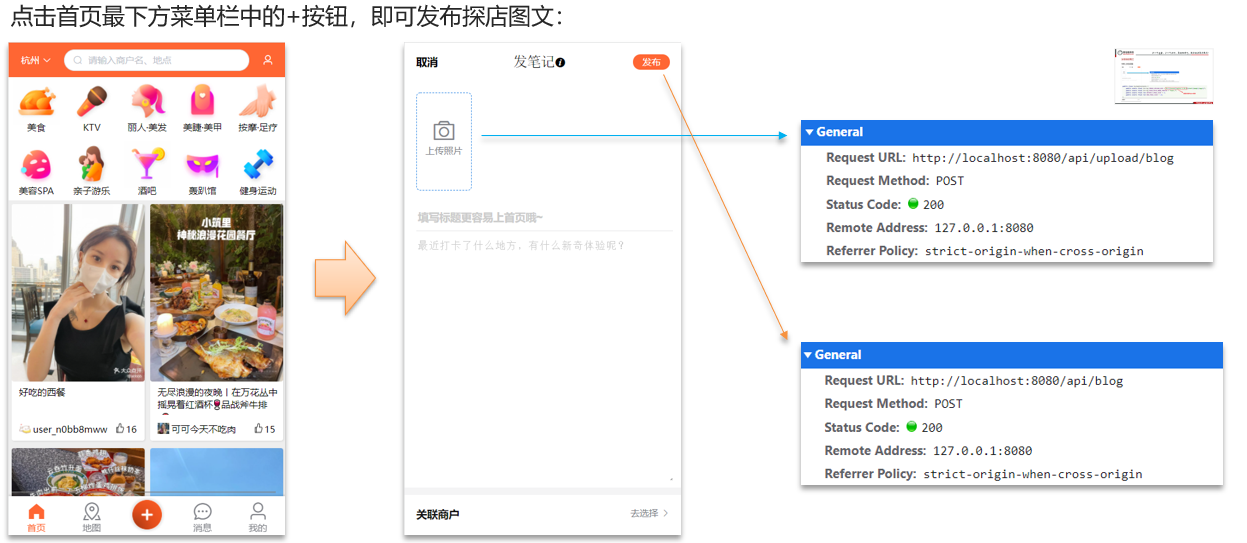 点击首页最下方菜单栏中的+按钮，即可发布探店图文：
杭州
请输入商户名、地点
美食
KTV
丽人·美发
美睫·美甲
按摩·足疗
美容SPA
亲子游乐
酒吧
轰趴馆
健身运动
小筑里
神秘浪漫花园餐厅
大众点评
好吃的西餐
user_n0bb8mww
16
无尽浪漫的夜晚丨在万花丛中
摇晃着红酒杯🍷品战斧牛排
可可今天不吃肉
15
首页
地图
+
消息
我的
取消
发笔记
发布
上传照片
填写标题更容易上首页哦~
最近打卡了什么地方，有什么新奇体验呢？
关联商户
去选择 >
General
Request URL: http://localhost:8080/api/upload/blog
Request Method: POST
Status Code: 200
Remote Address: 127.0.0.1:8080
Referrer Policy: strict-origin-when-cross-origin
General
Request URL: http://localhost:8080/api/blog
Request Method: POST
Status Code: 200
Remote Address: 127.0.0.1:8080
Referrer Policy: strict-origin-when-cross-origin